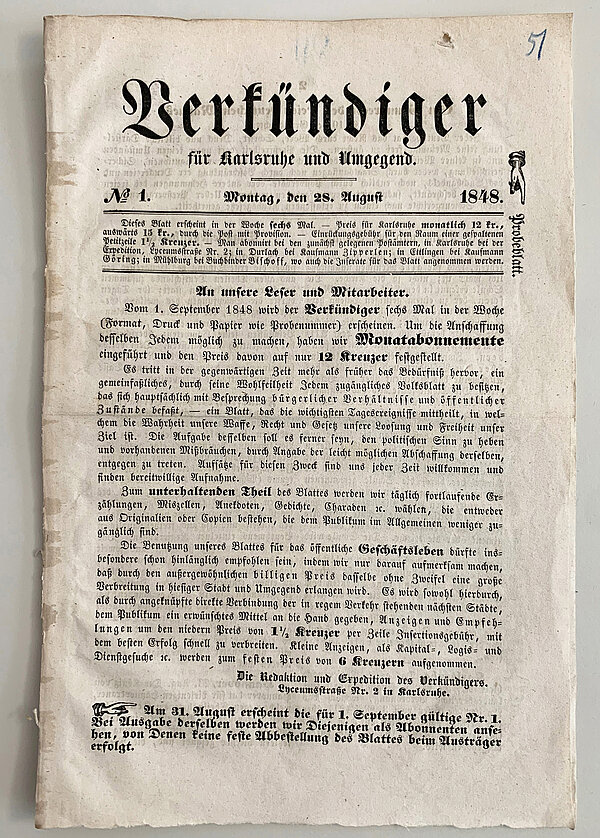 51
Verkündiger
für Karlsruhe und Umgegend.
№ 1. Montag, den 28. August 1848.
Probeblatt.
Dieses Blatt erscheint in der Woche sechs Mal. — Preis für Karlsruhe monatlich 12 kr.,
auswärts 15 kr., durch die Post mit Provision. — Einrückungsgebühr für den Raum einer gespaltenen
Petitzeile 1½ Kreuzer. — Man abonnirt bei den zunächst gelegenen Postämtern, in Karlsruhe bei der
Expedition, Lyceumsstraße Nr. 2; in Durlach bei Kaufmann Zipperlen; in Ettlingen bei Kaufmann
Göring; in Mühlburg bei Buchbinder Bischoff, wo auch die Inserate für das Blatt angenommen werden.
An unsere Leser und Mitarbeiter.
Vom 1. September 1848 wird der Verkündiger sechs Mal in der Woche
(Format, Druck und Papier wie Probenummer) erscheinen. Um die Anschaffung
desselben Jedem möglich zu machen, haben wir Monatabonnemente
eingeführt und den Preis davon auf nur 12 Kreuzer festgestellt.
Es tritt in der gegenwärtigen Zeit mehr als früher das Bedürfniß hervor, ein
gemeinfaßliches, durch seine Wohlfeilheit Jedem zugängliches Volksblatt zu besitzen,
das sich hauptsächlich mit Besprechung bürgerlicher Verhältnisse und öffentlicher
Zustände befaßt, — ein Blatt, das die wichtigsten Tagesereignisse mittheilt, in wel-
chem die Wahrheit unsere Waffe, Recht und Gesetz unsere Loosung und Freiheit unser
Ziel ist. Die Aufgabe desselben soll es ferner seyn, den politischen Sinn zu heben
und vorhandenen Mißbräuchen, durch Angabe der leicht möglichen Abschaffung derselben,
entgegen zu treten. Aufsätze für diesen Zweck sind uns jeder Zeit willkommen und
finden bereitwillige Aufnahme.
Zum unterhaltenden Theil des Blattes werden wir täglich fortlaufende Er-
zählungen, Miszellen, Anekdoten, Gedichte, Charaden ꝛc. wählen, die entweder
aus Originalien oder Copien bestehen, die dem Publikum im Allgemeinen weniger zu-
gänglich sind.
Die Benutzung unseres Blattes für das öffentliche Geschäftsleben dürfte ins-
besondere schon hinlänglich empfohlen sein, indem wir nur darauf aufmerksam machen,
daß durch den außergewöhnlichen billigen Preis dasselbe ohne Zweifel eine große
Verbreitung in hiesiger Stadt und Umgegend erlangen wird. Es wird sowohl hierdurch,
als durch angeknüpfte direkte Verbindung der in regem Verkehr stehenden nächsten Städte,
dem Publikum ein erwünschtes Mittel an die Hand gegeben, Anzeigen und Empfeh-
lungen um den niedern Preis von 1½ Kreuzer per Zeile Insertionsgebühr, mit
dem besten Erfolg schnell zu verbreiten. Kleine Anzeigen, als Kapital-, Logis- und
Dienstgesuche ꝛc. werden zum festen Preis von 6 Kreuzern aufgenommen.
Die Redaktion und Expedition des Verkündigers.
Lyceumsstraße Nr. 2 in Karlsruhe.
Am 31. August erscheint die für 1. September gültige Nr. 1.
Bei Ausgabe derselben werden wir Diejenigen als Abonnenten anse-
hen, von Denen keine feste Abbestellung des Blattes beim Austräger
erfolgt.